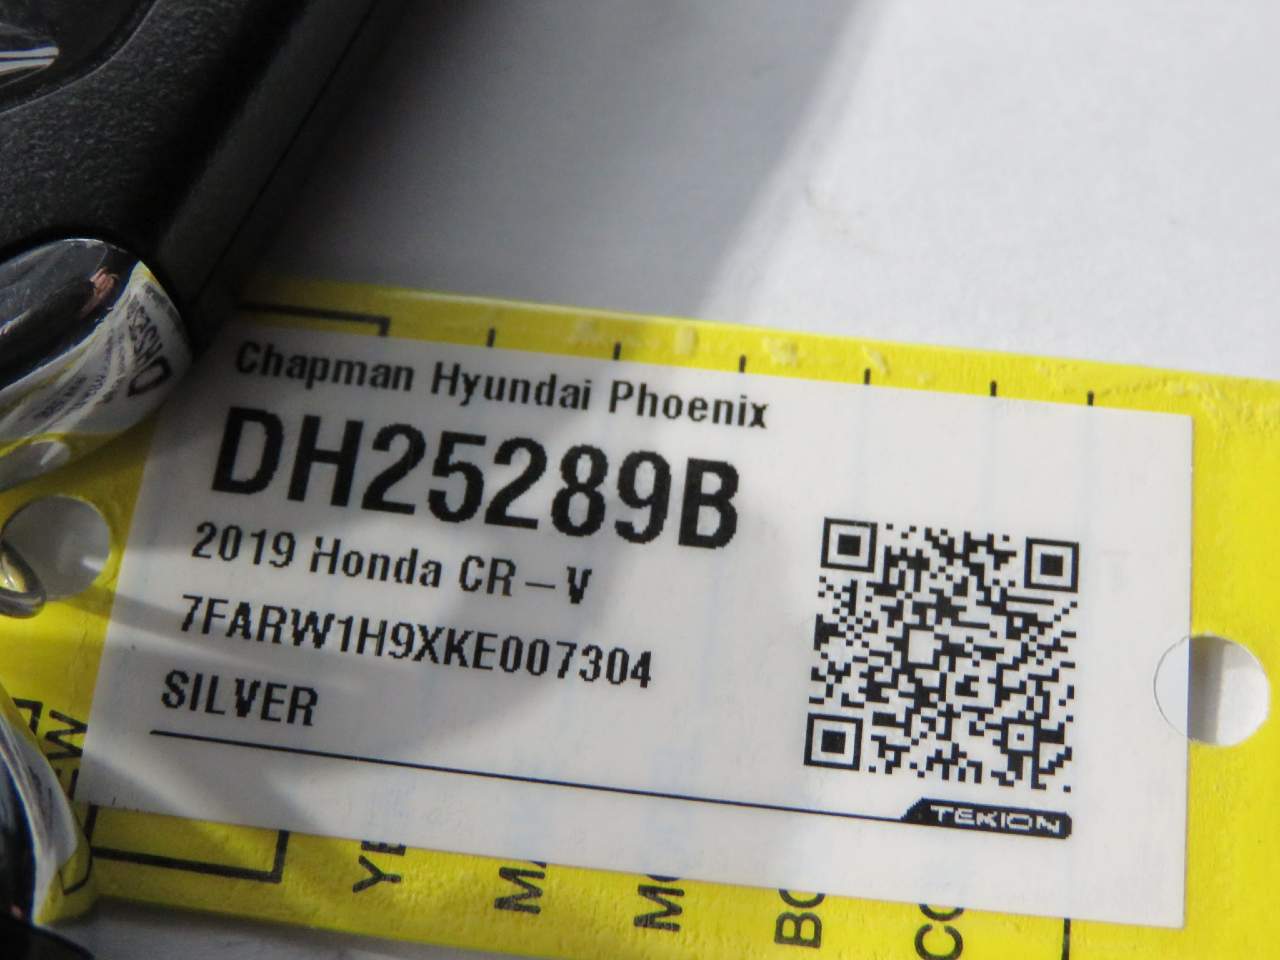 Chapman Hyundai Phoenix
DH25289B
2019 Honda CR-V
7FARW1H9XKE007304
SILVER
TEKION